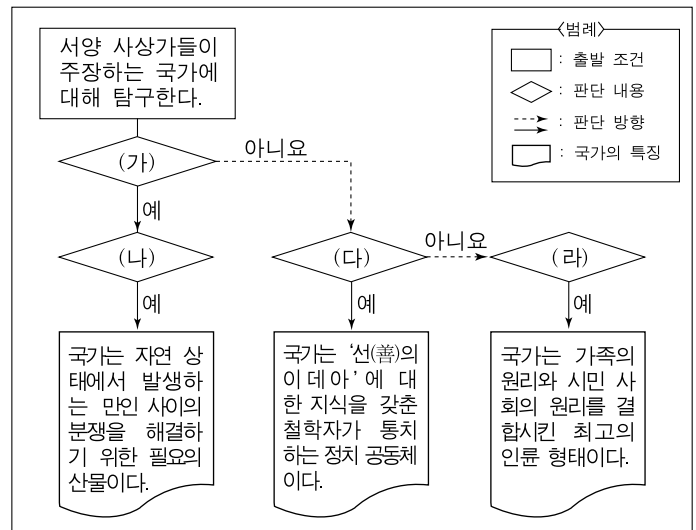 서양 사상가들이
주장하는 국가에
대해 탐구한다.
〈범례〉
: 출발 조건
: 판단 내용
: 판단 방향
: 국가의 특징
(가)
아니요
예
(나)
(다)
아니요
(라)
예
예
예
국가는 자연 상
태에서 발생하
는 만인 사이의
분쟁을 해결하
기 위한 필요의
산물이다.
국가는 ‘선(善)의
이데아’에 대
한 지식을 갖춘
철학자가 통치
하는 정치 공동체
이다.
국가는 가족의
원리와 시민 사
회의 원리를 결
합시킨 최고의
인륜 형태이다.